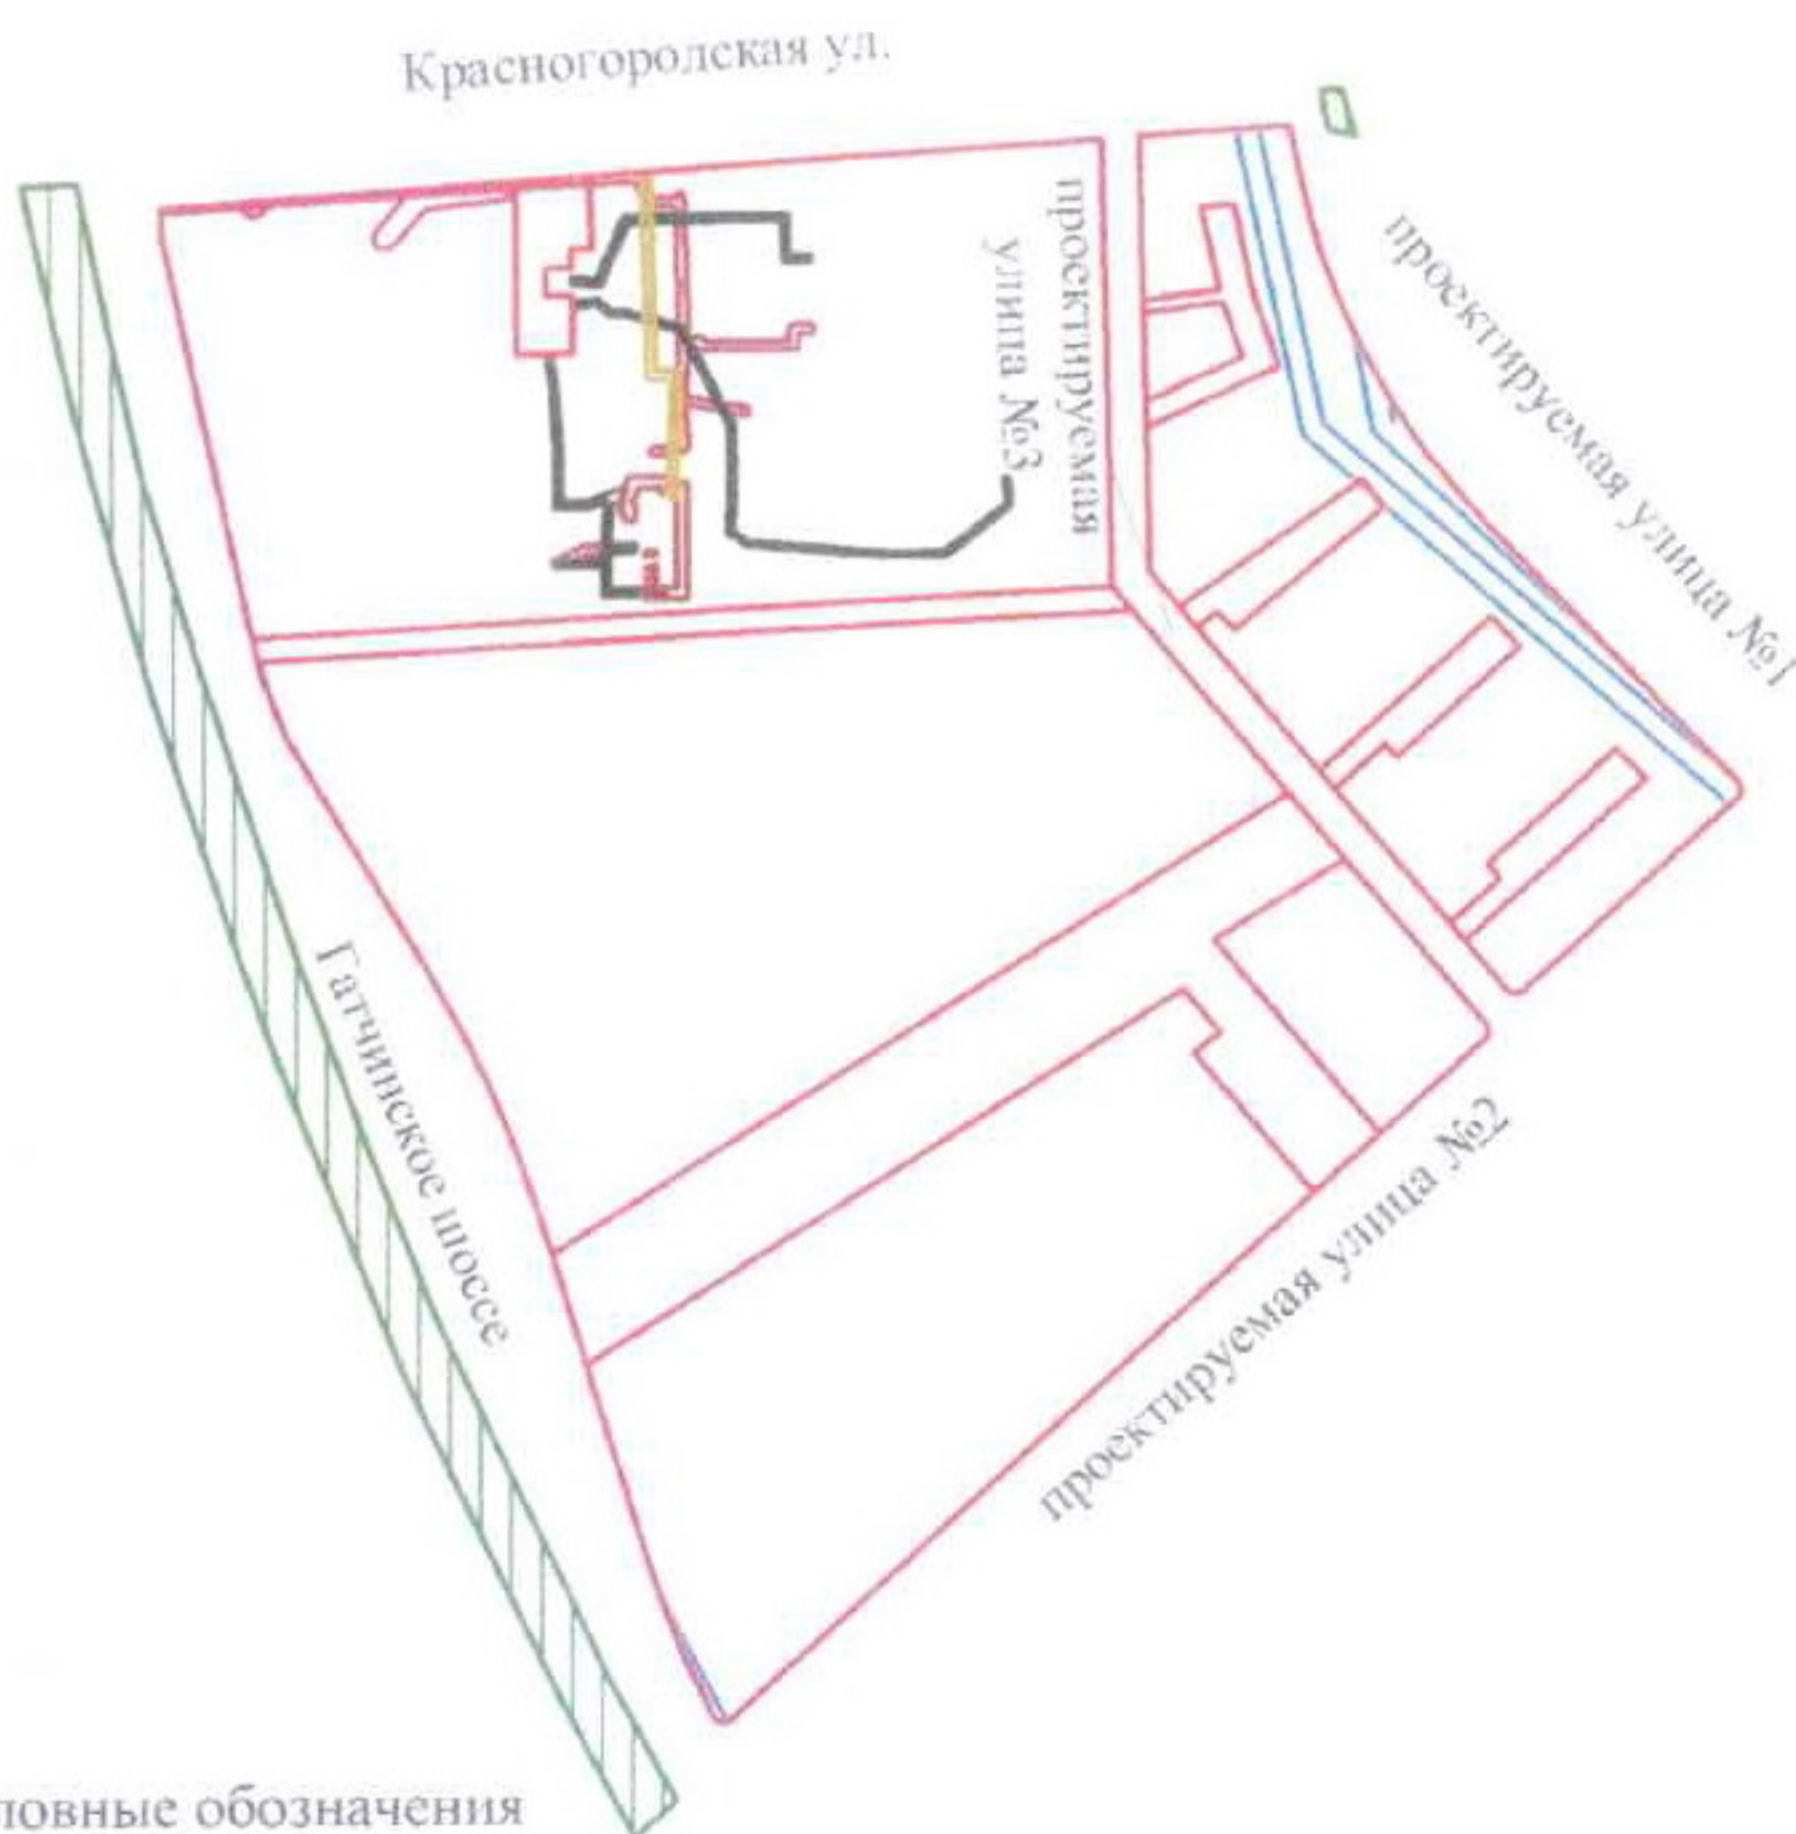 Красногородская ул.
проектируемая
улица №3
проектируемая улица №1
Гатчинское шоссе
проектируемая улица №2
ловные обозначения